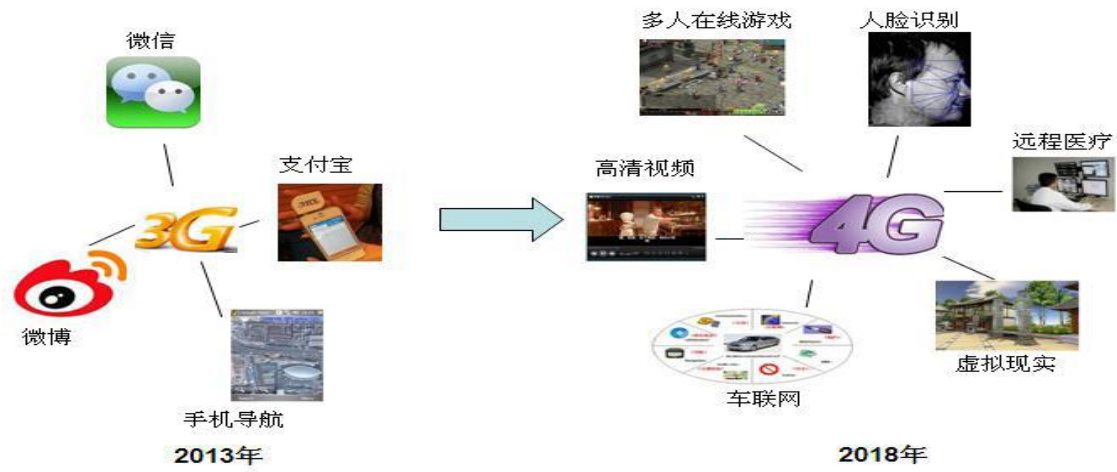 微信
支付宝
3G
微博
手机导航
2013年
多人在线游戏
人脸识别
远程医疗
高清视频
4G
虚拟现实
车联网
2018年